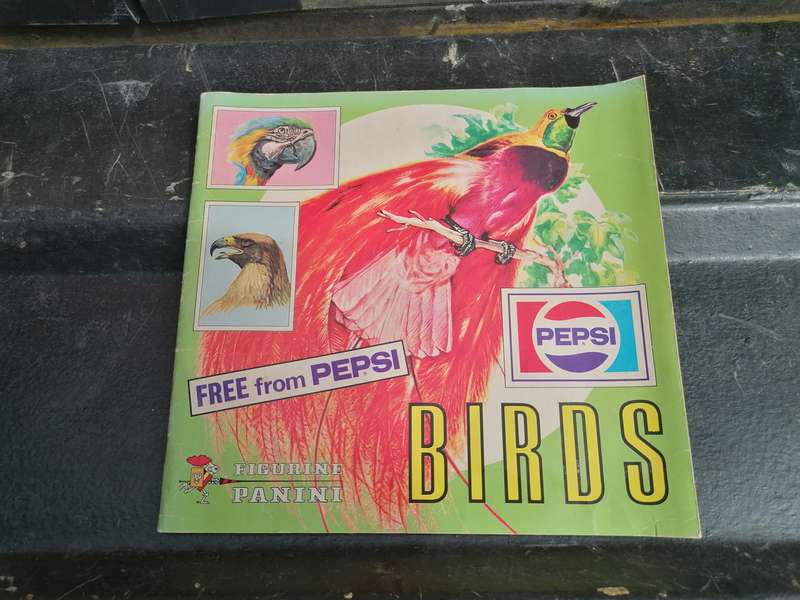 PEPSI
FREE from PEPSI
BIRDS
FIGURINE
PANINI